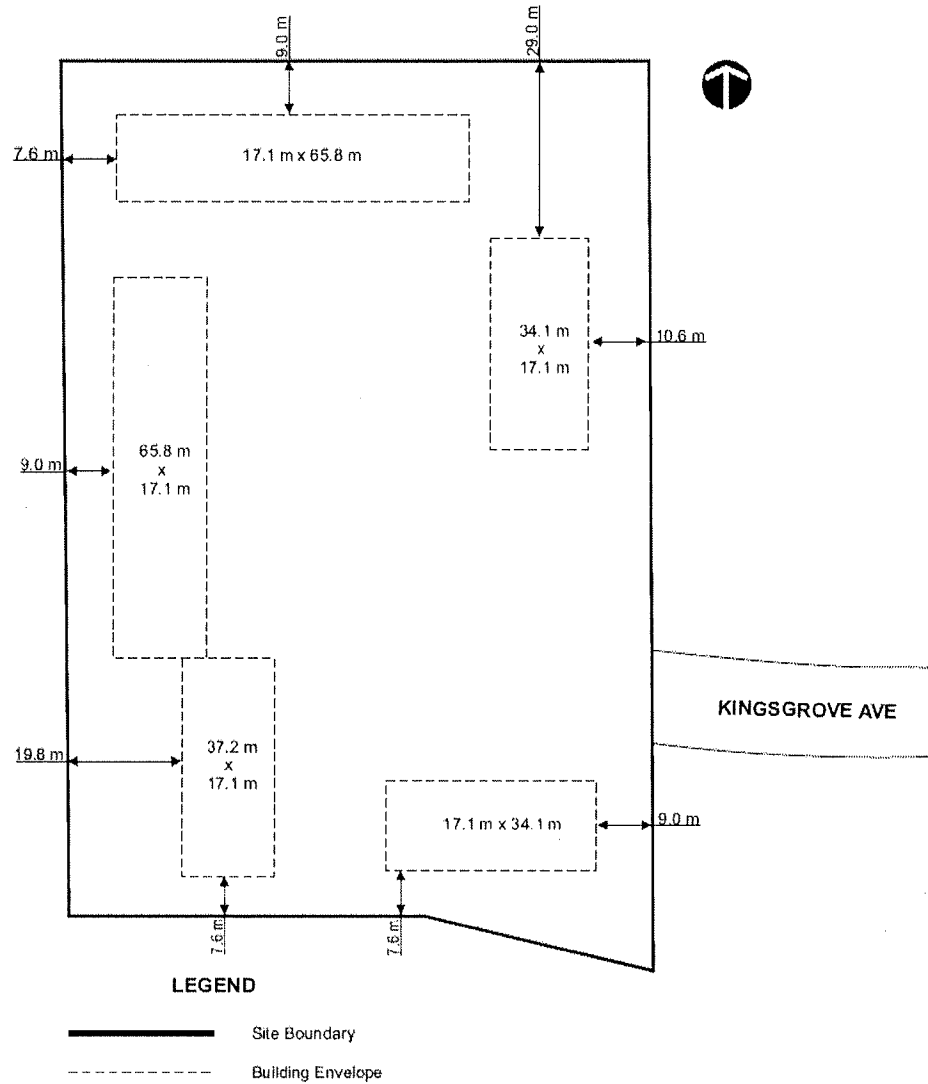 9.0 m
29.0 m
7.6 m
17.1 m x 65.8 m
34.1 m
x
17.1 m
10.6 m
65.8 m
x
17.1 m
9.0 m
KINGSGROVE AVE
19.8 m
37.2 m
x
17.1 m
17.1 m x 34.1 m
9.0 m
7.6 m
7.6 m
LEGEND
Site Boundary
Building Envelope